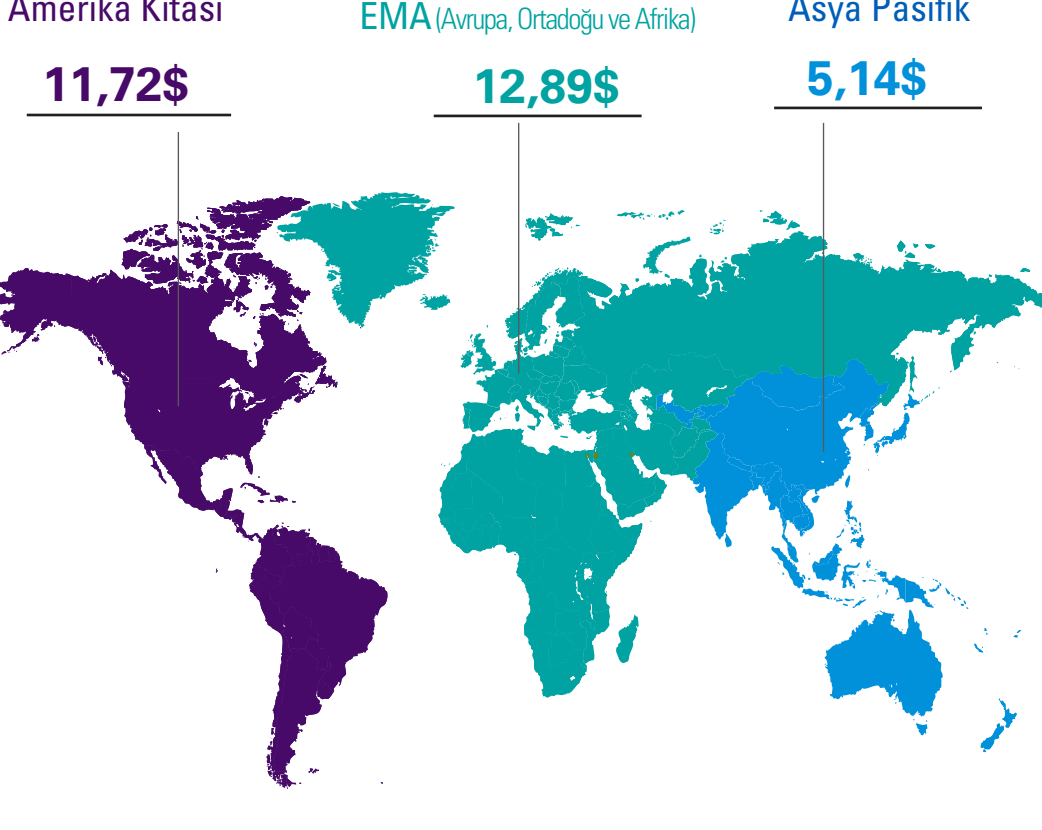 Amerika Kıtası
EMA (Avrupa, Ortadoğu ve Afrika)
Asya Pasifik
11,72$
12,89$
5,14$